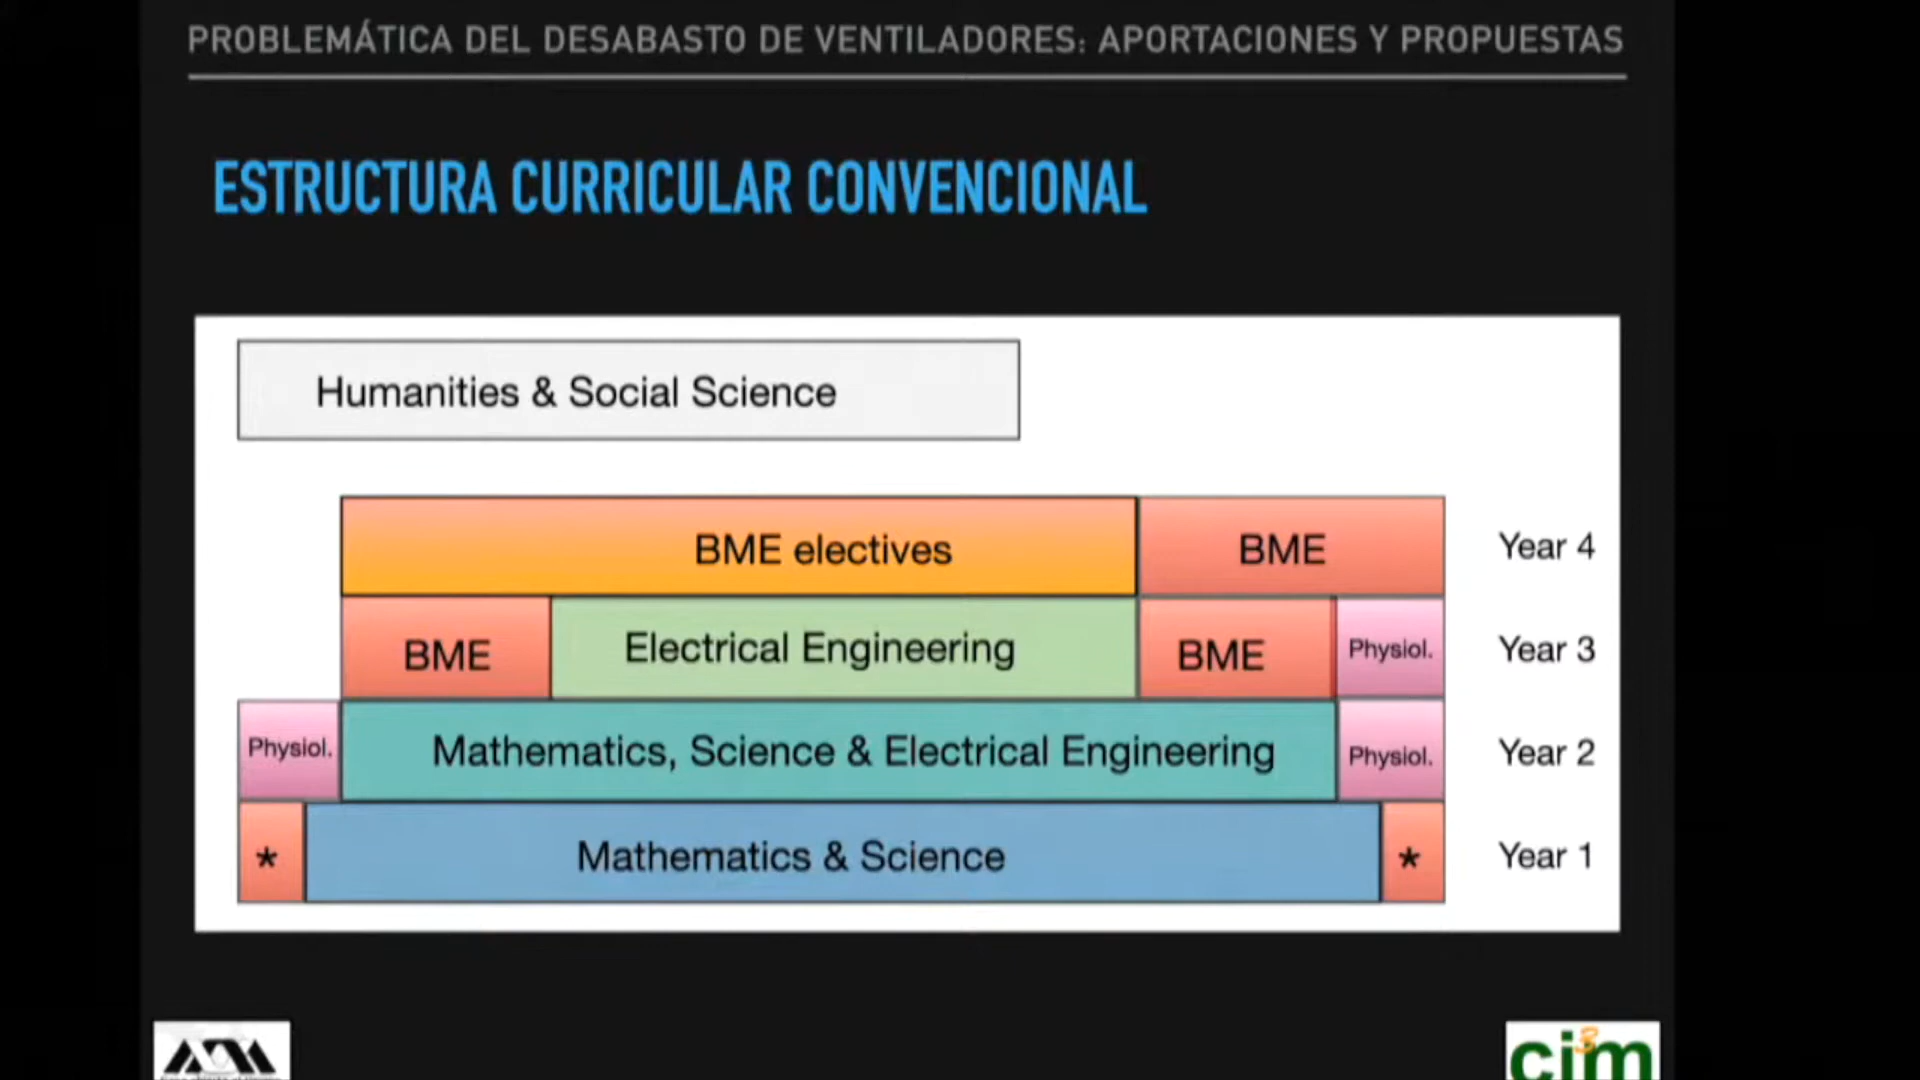 PROBLEMÁTICA DEL DESABASTO DE VENTILADORES: APORTACIONES Y PROPUESTAS
ESTRUCTURA CURRICULAR CONVENCIONAL
Humanities & Social Science
BME electives BME Year 4
BME Electrical Engineering BME Physiol. Year 3
Physiol. Mathematics, Science & Electrical Engineering Physiol. Year 2
* Mathematics & Science * Year 1
ci3m